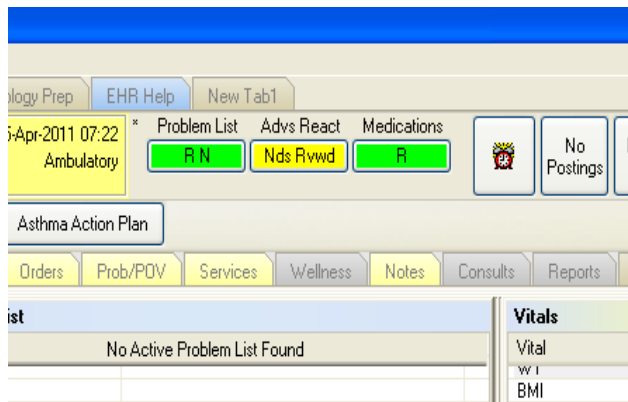 ology Prep EHR Help New Tab1
5-Apr-2011 07:22 * Problem List Advs React Medications
Ambulatory R N Nds Rvwd R No Postings
Asthma Action Plan
Orders Prob/POV Services Wellness Notes Consults Reports
ist Vitals
No Active Problem List Found Vital
WT
BMI